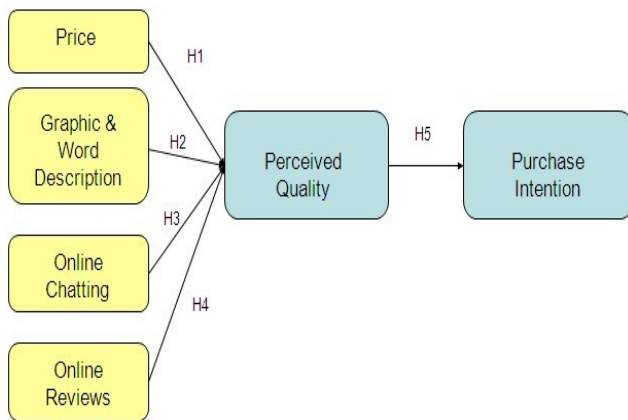 Price
H1
Graphic &
Word
Description
H2
Perceived
Quality
H5
Purchase
Intention
H3
Online
Chatting
H4
Online
Reviews